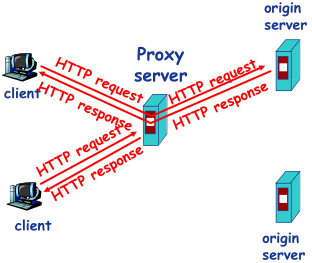 origin
server
Proxy
server
HTTP request
HTTP request
client
HTTP response
HTTP response
HTTP request
HTTP response
client
origin
server